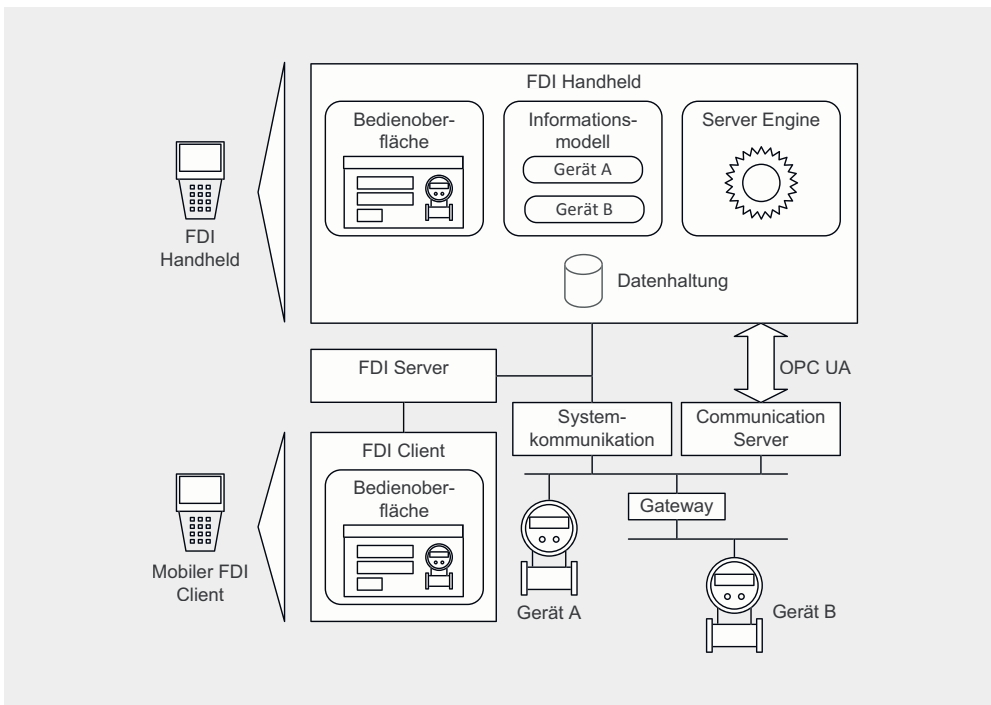 FDI Handheld
Bedienober-
fläche
Informations-
modell
Gerät A
Gerät B
Server Engine
Datenhaltung
FDI
Handheld
FDI Server
OPC UA
System-
kommunikation
Communication
Server
FDI Client
Bedienober-
fläche
Gateway
Mobiler FDI
Client
Gerät A
Gerät B